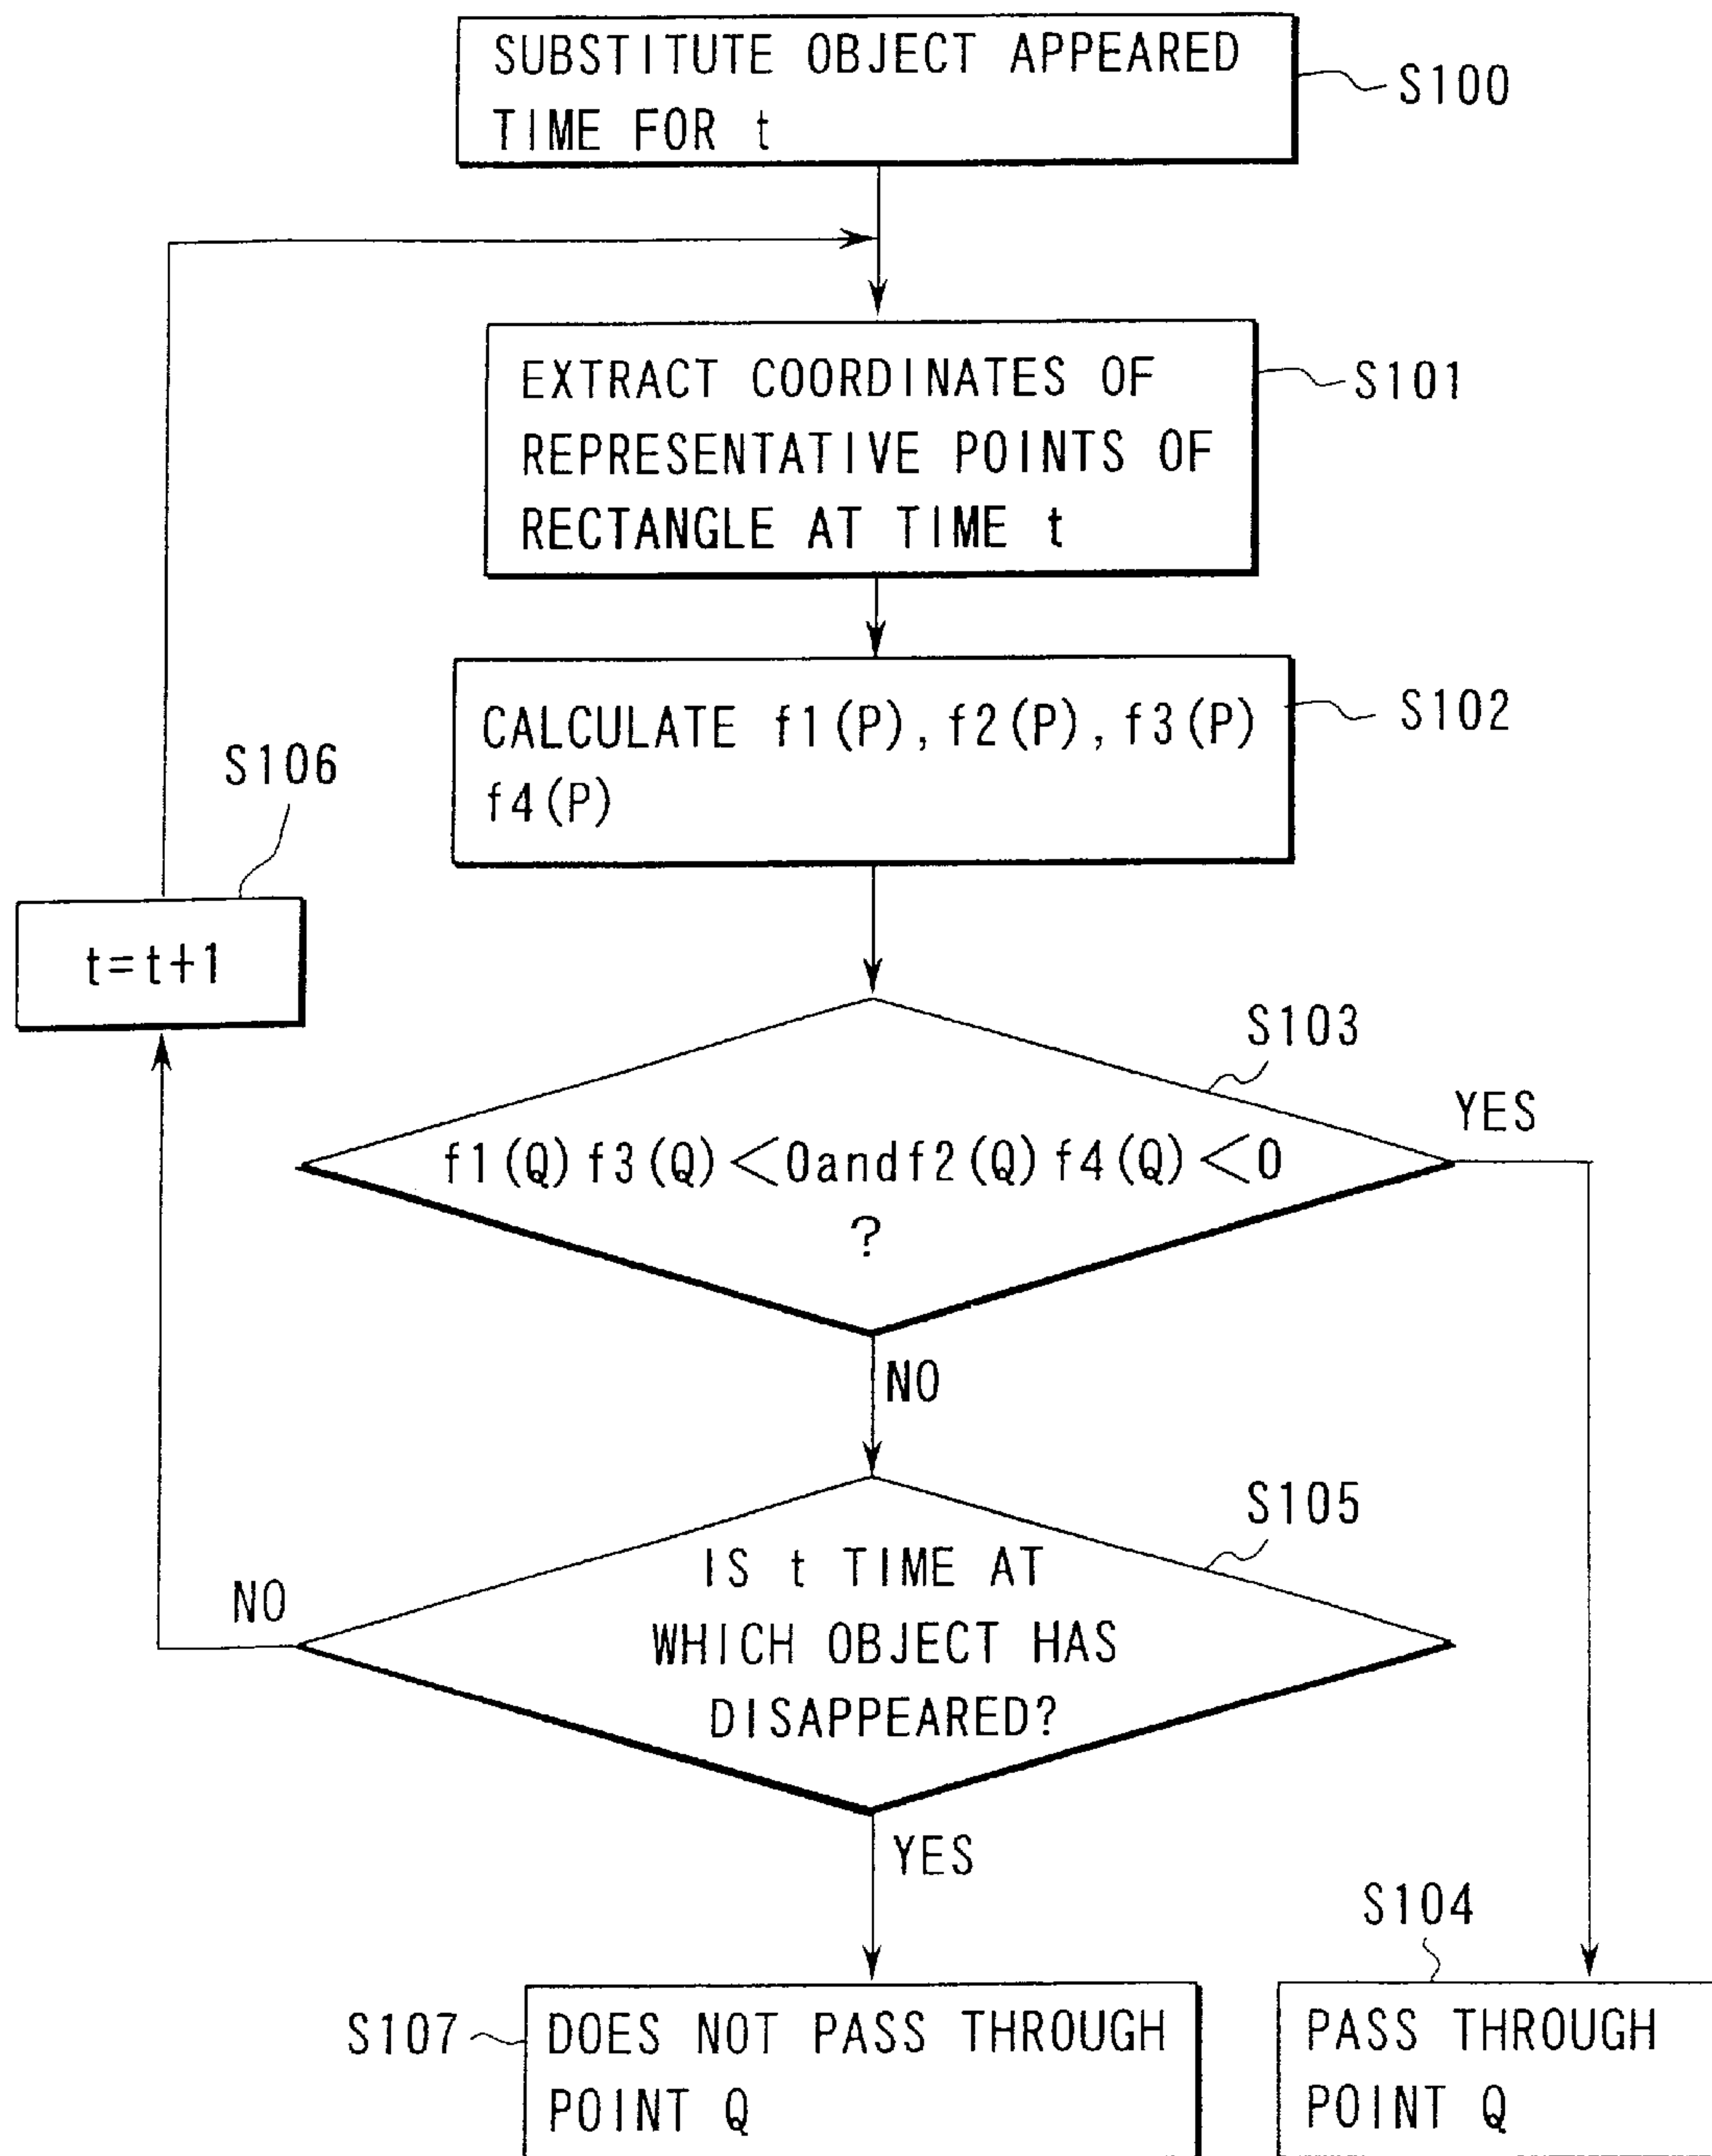 SUBSTITUTE OBJECT APPEARED
TIME FOR t
S100
EXTRACT COORDINATES OF
REPRESENTATIVE POINTS OF
RECTANGLE AT TIME t
S101
CALCULATE f1(P),f2(P),f3(P)
f4(P)
S102
S106
t=t+1
S103
YES
f1(Q)f3(Q)<0andf2(Q)f4(Q)<0
?
NO
S105
IS t TIME AT
WHICH OBJECT HAS
DISAPPEARED?
NO
YES
S104
S107
DOES NOT PASS THROUGH
POINT Q
PASS THROUGH
POINT Q